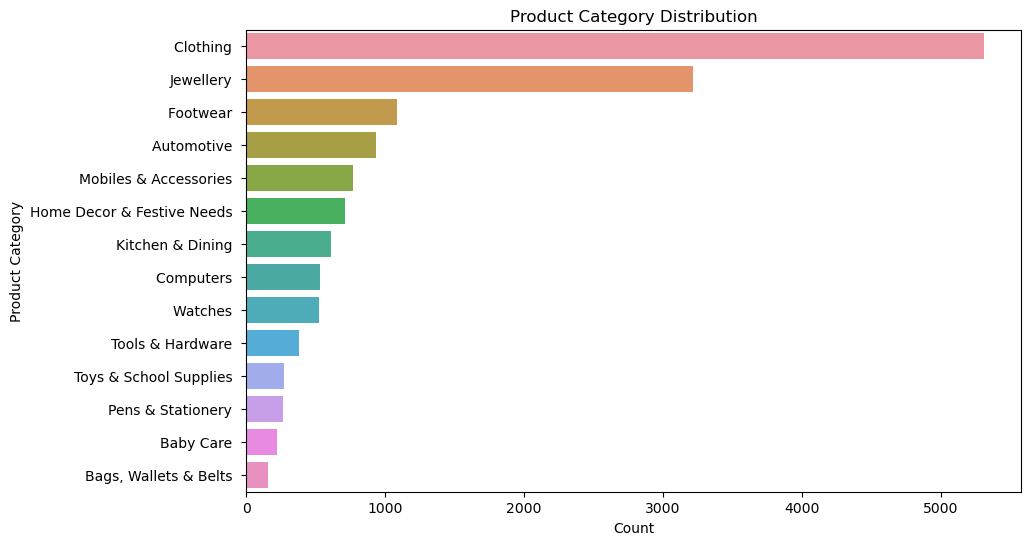 Product Category Distribution
Product Category
Clothing
Jewellery
Footwear
Automotive
Mobiles & Accessories
Home Decor & Festive Needs
Kitchen & Dining
Computers
Watches
Tools & Hardware
Toys & School Supplies
Pens & Stationery
Baby Care
Bags, Wallets & Belts
0 1000 2000 3000 4000 5000
Count